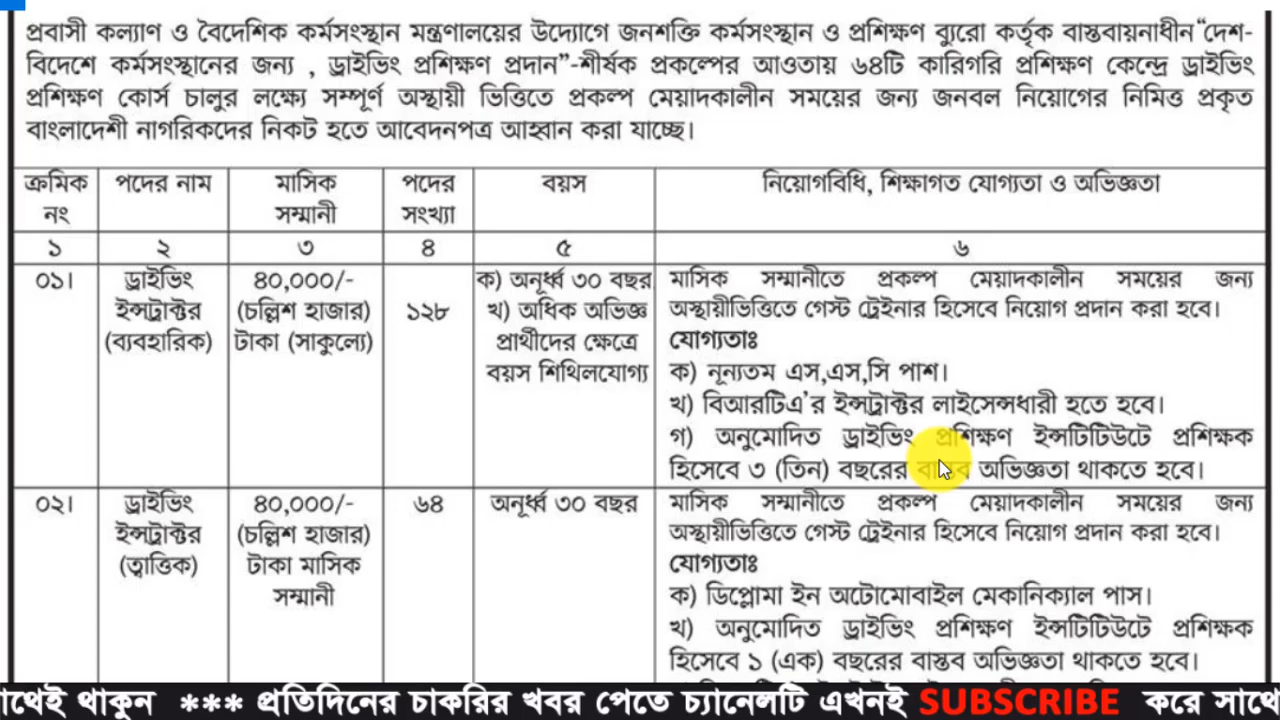 প্রবাসী কল্যাণ ও বৈদেশিক কর্মসংস্থান মন্ত্রণালয়ের উদ্যোগে জনশক্তি কর্মসংস্থান ও প্রশিক্ষণ ব্যুরো কর্তৃক বাস্তবায়নাধীন “দেশ-
বিদেশে কর্মসংস্থানের জন্য , ড্রাইভিং প্রশিক্ষণ প্রদান”-শীর্ষক প্রকল্পের আওতায় ৬৪টি কারিগরি প্রশিক্ষণ কেন্দ্রে ড্রাইভিং
প্রশিক্ষণ কোর্স চালুর লক্ষ্যে সম্পূর্ণ অস্থায়ী ভিত্তিতে প্রকল্প মেয়াদকালীন সময়ের জন্য জনবল নিয়োগের নিমিত্ত প্রকৃত
বাংলাদেশী নাগরিকদের নিকট হতে আবেদনপত্র আহ্বান করা যাচ্ছে।
ক্রমিক নং
পদের নাম
মাসিক সম্মানী
পদের সংখ্যা
বয়স
নিয়োগবিধি, শিক্ষাগত যোগ্যতা ও অভিজ্ঞতা
১ ২ ৩ ৪ ৫ ৬
০১।
ড্রাইভিং
ইন্সট্রাক্টর
(ব্যবহারিক)
৪০,০০০/-
(চল্লিশ হাজার)
টাকা (সাকুল্যে)
১২৮
ক) অনূর্ধ্ব ৩০ বছর
খ) অধিক অভিজ্ঞ
প্রার্থীদের ক্ষেত্রে
বয়স শিথিলযোগ্য
মাসিক সম্মানীতে প্রকল্প মেয়াদকালীন সময়ের জন্য
অস্থায়ীভিত্তিতে গেস্ট ট্রেইনার হিসেবে নিয়োগ প্রদান করা হবে।
যোগ্যতাঃ
ক) নূন্যতম এস,এস,সি পাশ।
খ) বিআরটিএ’র ইন্সট্রাক্টর লাইসেন্সধারী হতে হবে।
গ) অনুমোদিত ড্রাইভিং প্রশিক্ষণ ইন্সটিটিউটে প্রশিক্ষক
হিসেবে ৩ (তিন) বছরের বাস্তব অভিজ্ঞতা থাকতে হবে।
০২।
ড্রাইভিং
ইন্সট্রাক্টর
(ত্বাত্তিক)
৪০,০০০/-
(চল্লিশ হাজার)
টাকা মাসিক
সম্মানী
৬৪
অনূর্ধ্ব ৩০ বছর
মাসিক সম্মানীতে প্রকল্প মেয়াদকালীন সময়ের জন্য
অস্থায়ীভিত্তিতে গেস্ট ট্রেইনার হিসেবে নিয়োগ প্রদান করা হবে।
যোগ্যতাঃ
ক) ডিপ্লোমা ইন অটোমোবাইল মেকানিক্যাল পাস।
খ) অনুমোদিত ড্রাইভিং প্রশিক্ষণ ইন্সটিটিউটে প্রশিক্ষক
হিসেবে ১ (এক) বছরের বাস্তব অভিজ্ঞতা থাকতে হবে।
থাকুন *** প্রতিদিনের চাকরির খবর পেতে চ্যানেলটি এখনই SUBSCRIBE করে সাথে